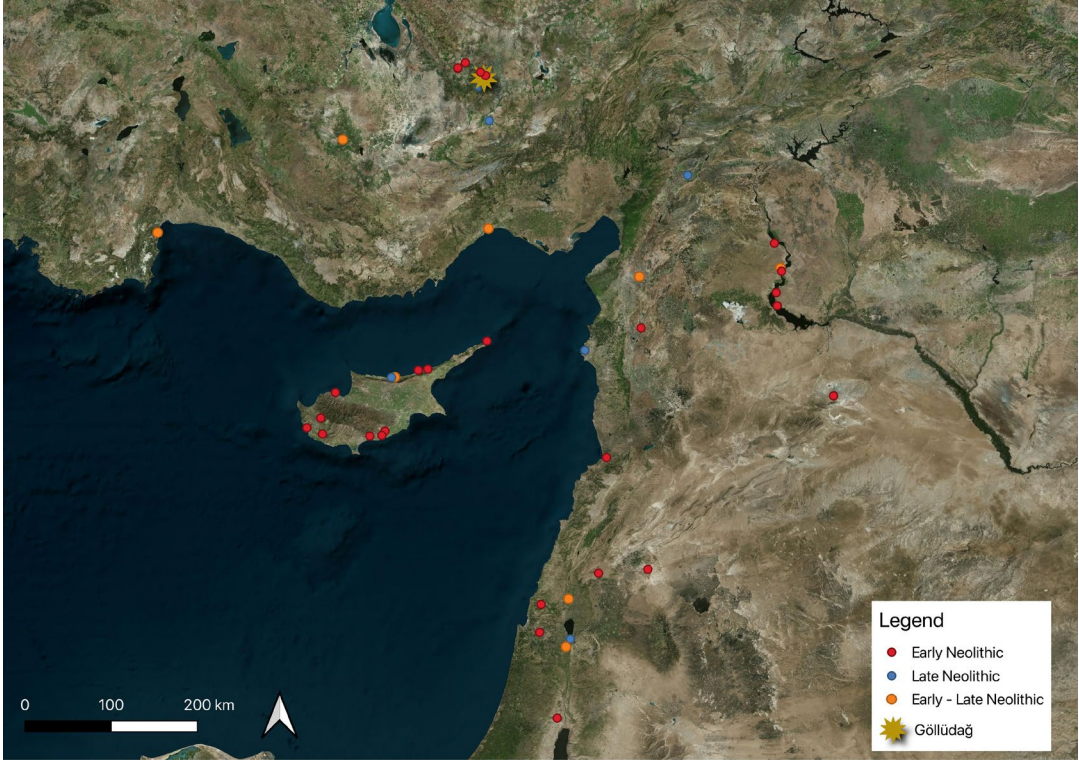 0 100 200 km
Legend
Early Neolithic
Late Neolithic
Early - Late Neolithic
Göllüdağ